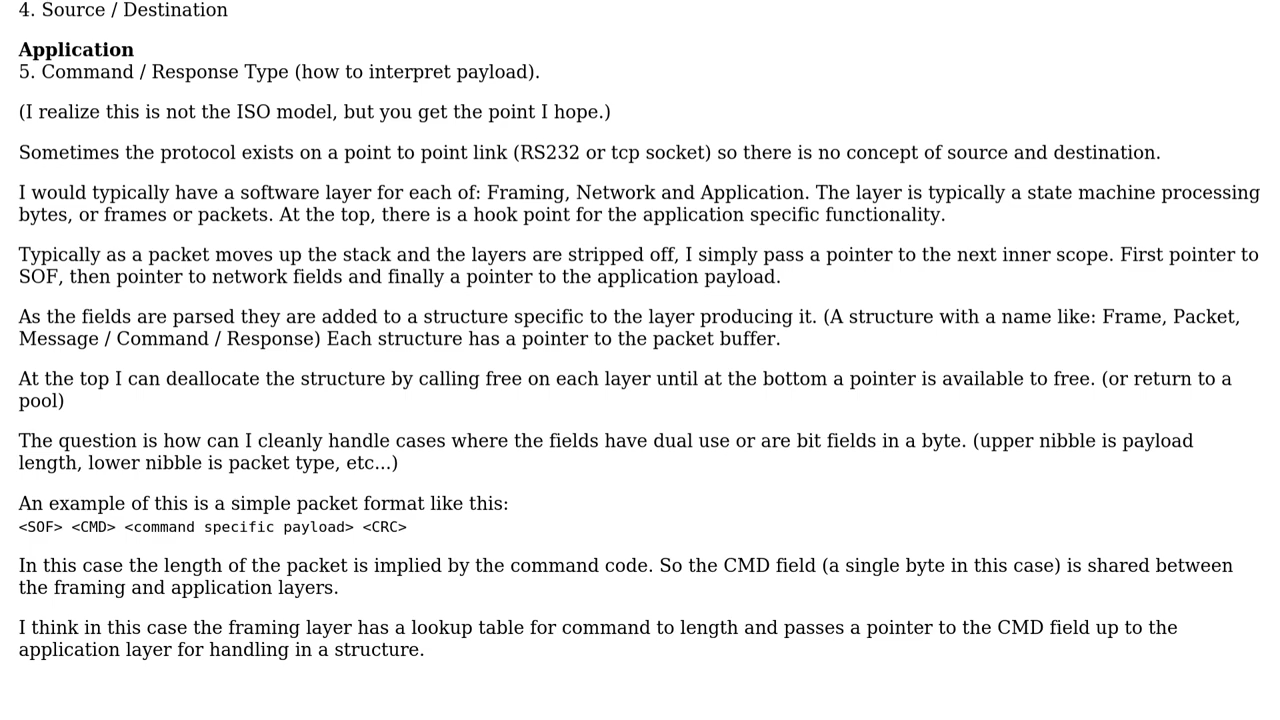 4. Source / Destination
Application
5. Command / Response Type (how to interpret payload).
(I realize this is not the ISO model, but you get the point I hope.)
Sometimes the protocol exists on a point to point link (RS232 or tcp socket) so there is no concept of source and destination.
I would typically have a software layer for each of: Framing, Network and Application. The layer is typically a state machine processing
bytes, or frames or packets. At the top, there is a hook point for the application specific functionality.
Typically as a packet moves up the stack and the layers are stripped off, I simply pass a pointer to the next inner scope. First pointer to
SOF, then pointer to network fields and finally a pointer to the application payload.
As the fields are parsed they are added to a structure specific to the layer producing it. (A structure with a name like: Frame, Packet,
Message / Command / Response) Each structure has a pointer to the packet buffer.
At the top I can deallocate the structure by calling free on each layer until at the bottom a pointer is available to free. (or return to a
pool)
The question is how can I cleanly handle cases where the fields have dual use or are bit fields in a byte. (upper nibble is payload
length, lower nibble is packet type, etc...)
An example of this is a simple packet format like this:
<SOF> <CMD> <command specific payload> <CRC>
In this case the length of the packet is implied by the command code. So the CMD field (a single byte in this case) is shared between
the framing and application layers.
I think in this case the framing layer has a lookup table for command to length and passes a pointer to the CMD field up to the
application layer for handling in a structure.